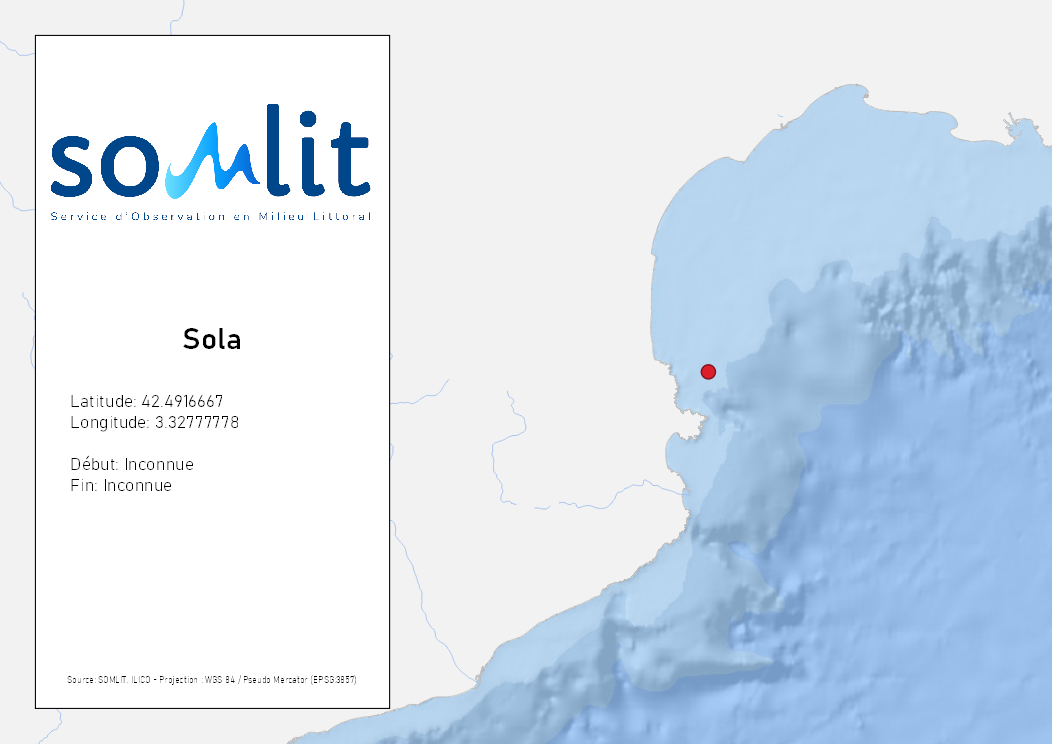 somlit
Service d'Observation en Milieu Littoral
Sola
Latitude: 42.4916667
Longitude: 3.32777778
Début: Inconnue
Fin: Inconnue
Source: SOMLIT, ILICO - Projection : WGS 84 / Pseudo Mercator (EPSG:3857)